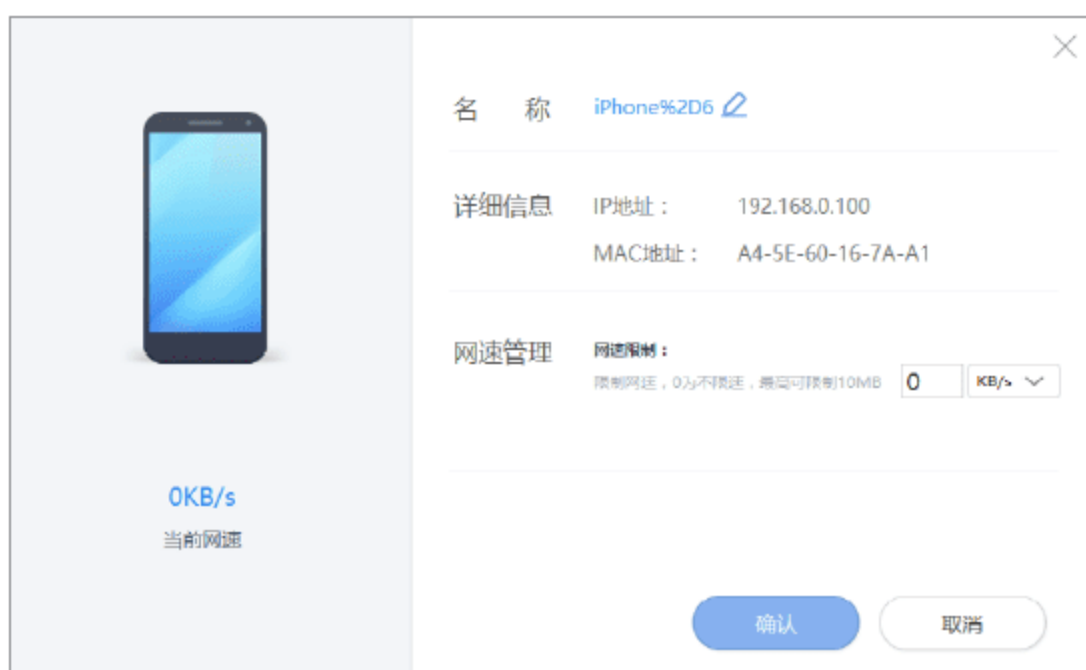 名 称 iPhone%2D6
详细信息 IP地址： 192.168.0.100
MAC地址： A4-5E-60-16-7A-A1
网速管理 网速限制：
限制网速，0为不限速，最高可限制10MB 0 KB/s
0KB/s
当前网速
确认 取消